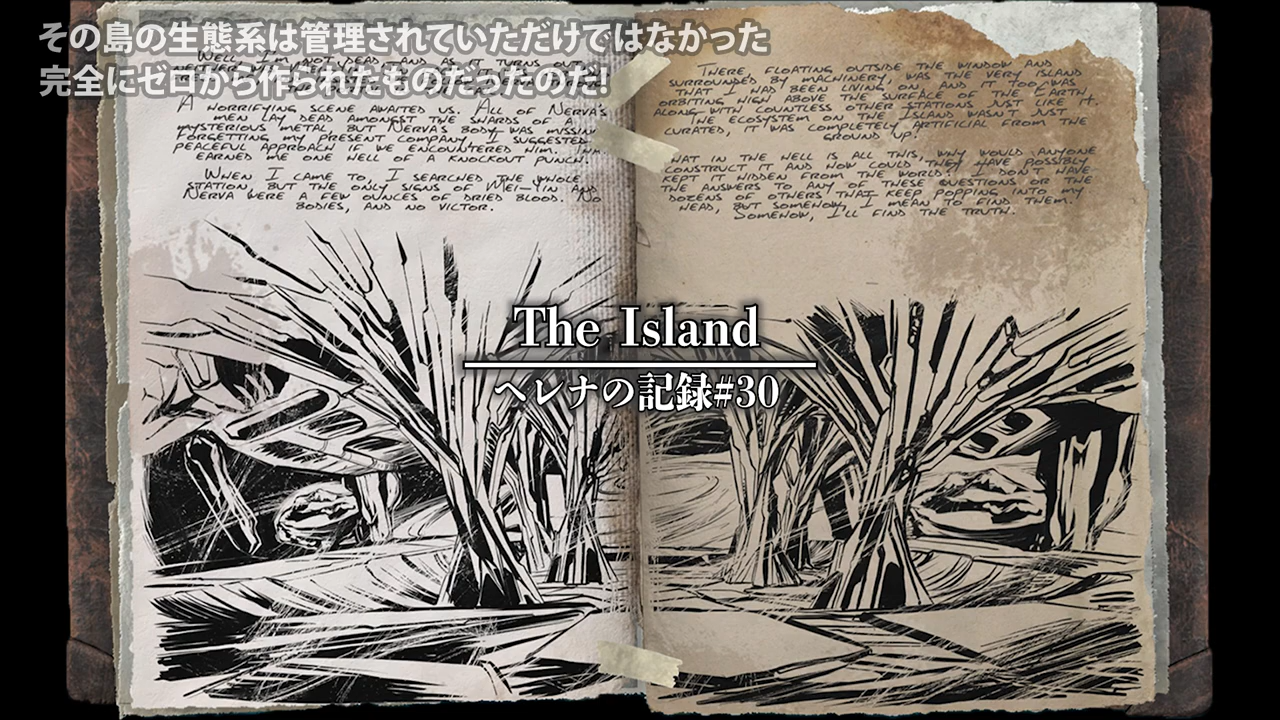 その島の生態系は管理されていただけではなかった
完全にゼロから作られたものだったのだ!
Well, I'm not dead and as it turns out,
A horrifying scene awaited us. All of Nerva's
men lay dead amongst the shards of a
mysterious metal, but Nerva's body was missing.
Forgetting my present company, I suggested
peaceful approach if we encountered him.
earned me one hell of a knockout punch.
When I came to, I searched the whole
station, but the only signs of Mei-Yin and
Nerva were a few ounces of dried blood. No
bodies, and no victor.
There floating outside the window and
surrounded by machinery, was the very island
that I had been living on, and it too was
orbiting high above the surface of the Earth,
along with countless other stations just like it.
The ecosystem on the Island wasn't just
curated, it was completely artificial from the
ground up!
What in the hell is all this, why would anyone
construct it and how could they have possibly
kept it hidden from the world? I don't have
the answers to any of these questions or the
dozens of others that keep popping into my
head, but somehow, I mean to find them.
Somehow, I'll find the truth.
The Island
ヘレナの記録#30